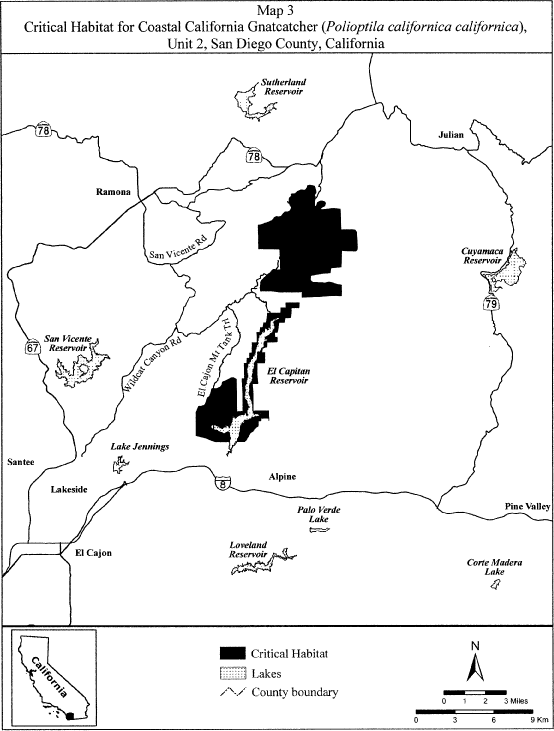 Map 3
Critical Habitat for Coastal California Gnatcatcher (Polioptila californica californica),
Unit 2, San Diego County, California
Sutherland
Reservoir
78
Julian
78
Ramona
San Vicente Rd
Cuyamaca
Reservoir
79
San Vicente
Reservoir
67
Wildcat Canyon Rd
El Cajon Mt Tank Trl
El Capitan
Reservoir
Lake Jennings
Santee
Lakeside
8
Alpine
Palo Verde
Lake
Pine Valley
El Cajon
Loveland
Reservoir
Corte Madera
Lake
California
Critical Habitat
Lakes
County boundary
N
0 1 2 3 Miles
0 3 6 9 Km